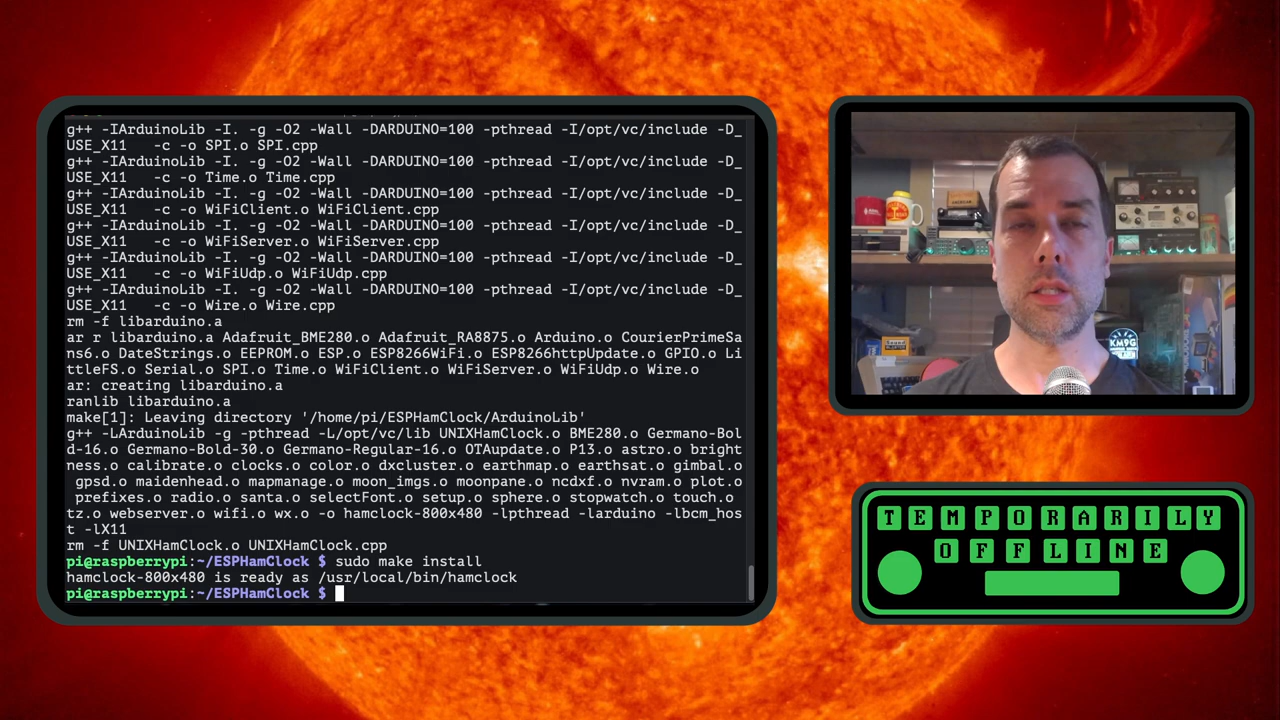 g++ -IArduinoLib -I. -g -O2 -Wall -DARDUINO=100 -pthread -I/opt/vc/include -D_
USE_X11   -c -o SPI.o SPI.cpp
g++ -IArduinoLib -I. -g -O2 -Wall -DARDUINO=100 -pthread -I/opt/vc/include -D_
USE_X11   -c -o Time.o Time.cpp
g++ -IArduinoLib -I. -g -O2 -Wall -DARDUINO=100 -pthread -I/opt/vc/include -D_
USE_X11   -c -o WiFiClient.o WiFiClient.cpp
g++ -IArduinoLib -I. -g -O2 -Wall -DARDUINO=100 -pthread -I/opt/vc/include -D_
USE_X11   -c -o WiFiServer.o WiFiServer.cpp
g++ -IArduinoLib -I. -g -O2 -Wall -DARDUINO=100 -pthread -I/opt/vc/include -D_
USE_X11   -c -o WiFiUdp.o WiFiUdp.cpp
g++ -IArduinoLib -I. -g -O2 -Wall -DARDUINO=100 -pthread -I/opt/vc/include -D_
USE_X11   -c -o Wire.o Wire.cpp
rm -f libarduino.a
ar r libarduino.a Adafruit_BME280.o Adafruit_RA8875.o Arduino.o CourierPrimeSa
ns6.o DateStrings.o EEPROM.o ESP.o ESP8266WiFi.o ESP8266httpUpdate.o GPIO.o Li
ttleFS.o Serial.o SPI.o Time.o WiFiClient.o WiFiServer.o WiFiUdp.o Wire.o
ar: creating libarduino.a
ranlib libarduino.a
make[1]: Leaving directory '/home/pi/ESPHamClock/ArduinoLib'
g++ -LArduinoLib -g -pthread -L/opt/vc/lib UNIXHamClock.o BME280.o Germano-Bol
d-16.o Germano-Bold-30.o Germano-Regular-16.o OTAupdate.o P13.o astro.o bright
ness.o calibrate.o clocks.o color.o dxcluster.o earthmap.o earthsat.o gimbal.o
 gpsd.o maidenhead.o mapmanage.o moon_imgs.o moonpane.o ncdxf.o nvram.o plot.o
 prefixes.o radio.o santa.o selectFont.o setup.o sphere.o stopwatch.o touch.o 
tz.o webserver.o wifi.o wx.o -o hamclock-800x480 -lpthread -larduino -lbcm_hos
t -lX11
rm -f UNIXHamClock.o UNIXHamClock.cpp
pi@raspberrypi:~/ESPHamClock $ sudo make install
hamclock-800x480 is ready as /usr/local/bin/hamclock
pi@raspberrypi:~/ESPHamClock $
KM9G
TEMPORARILY
OFFLINE